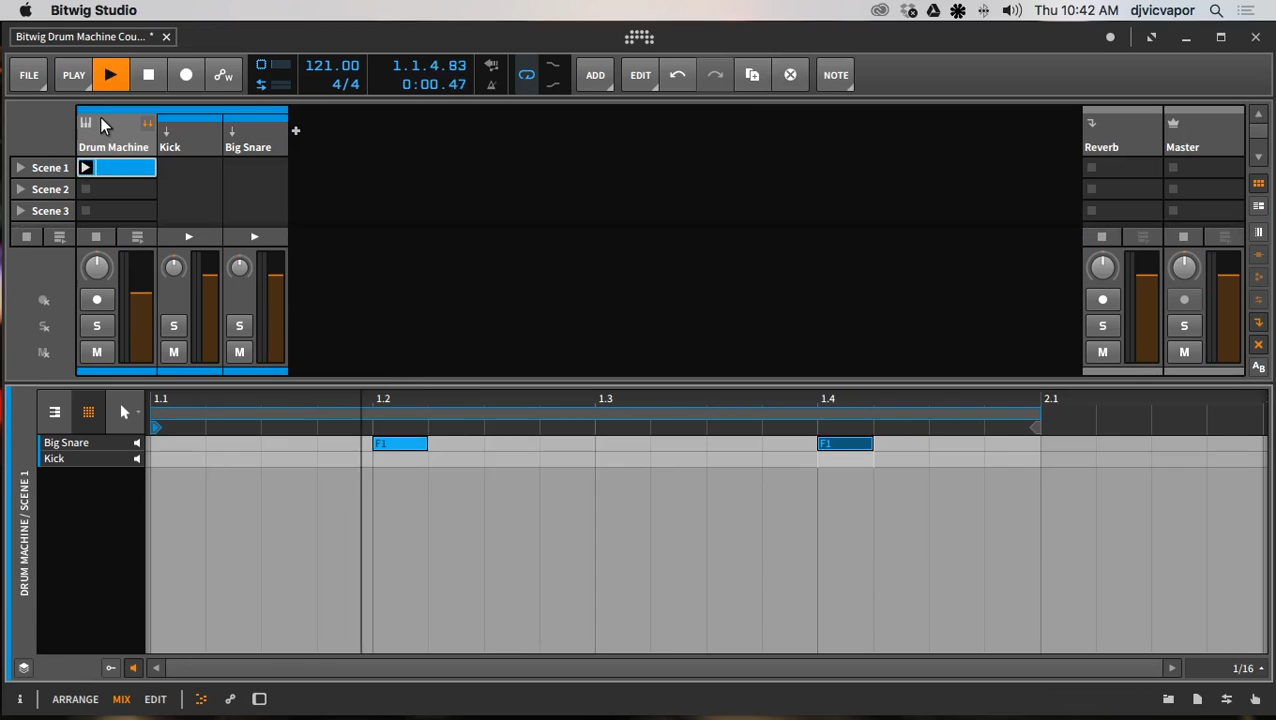 Bitwig Studio
Thu 10:42 AM djvicvapor
Bitwig Drum Machine Cou... *
FILE PLAY 121.00 1.1.4.83 ADD EDIT NOTE
4/4 0:00.47
Drum Machine Kick Big Snare Reverb Master
Scene 1
Scene 2
Scene 3
S S S S S
M M M M M
AB
1.1 1.2 1.3 1.4 2.1
Big Snare F1 F1
Kick
DRUM MACHINE/ SCENE 1
1/16
i ARRANGE MIX EDIT